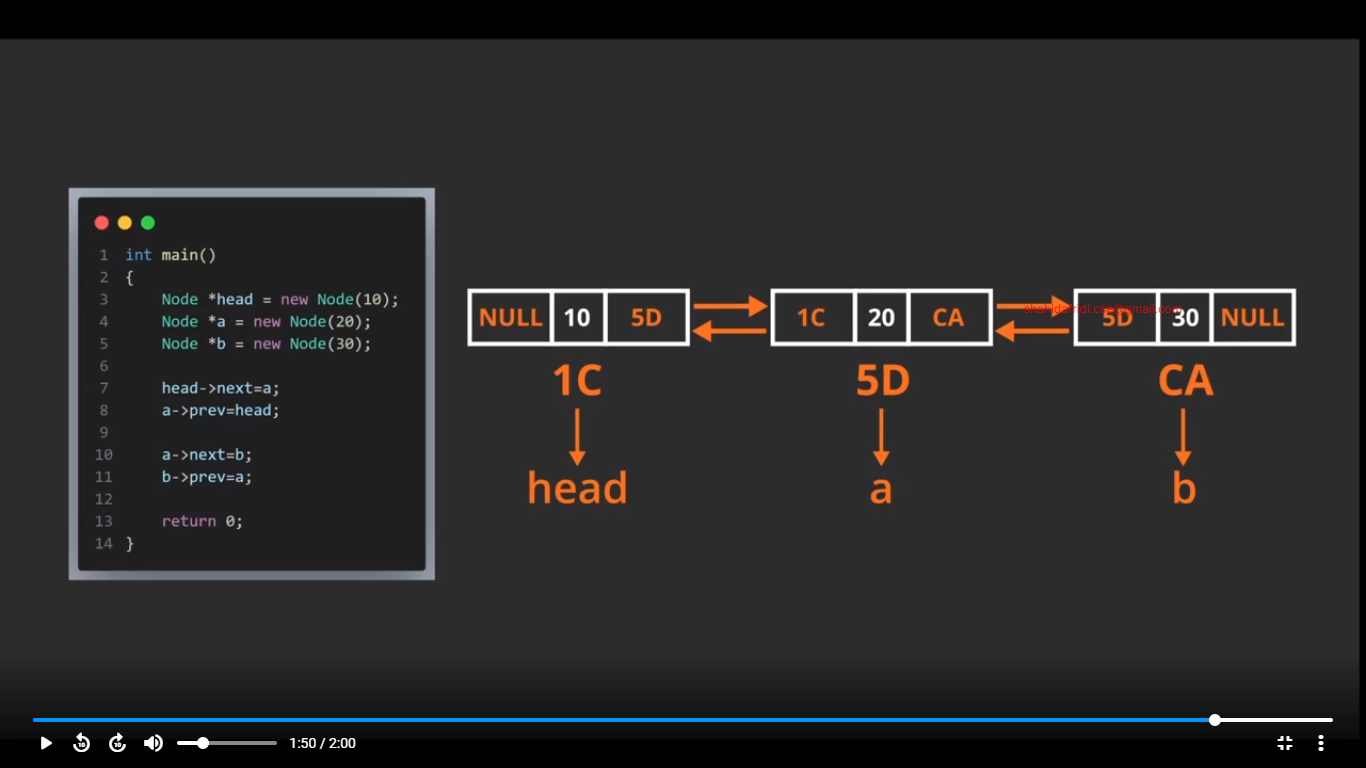 1 int main()
2 {
3 Node *head = new Node(10);
4 Node *a = new Node(20);
5 Node *b = new Node(30);
6
7 head->next=a;
8 a->prev=head;
9
10 a->next=b;
11 b->prev=a;
12
13 return 0;
14 }
NULL 10 5D 1C 20 CA 5D 30 NULL
1C 5D CA
head a b
10 10 1:50 / 2:00